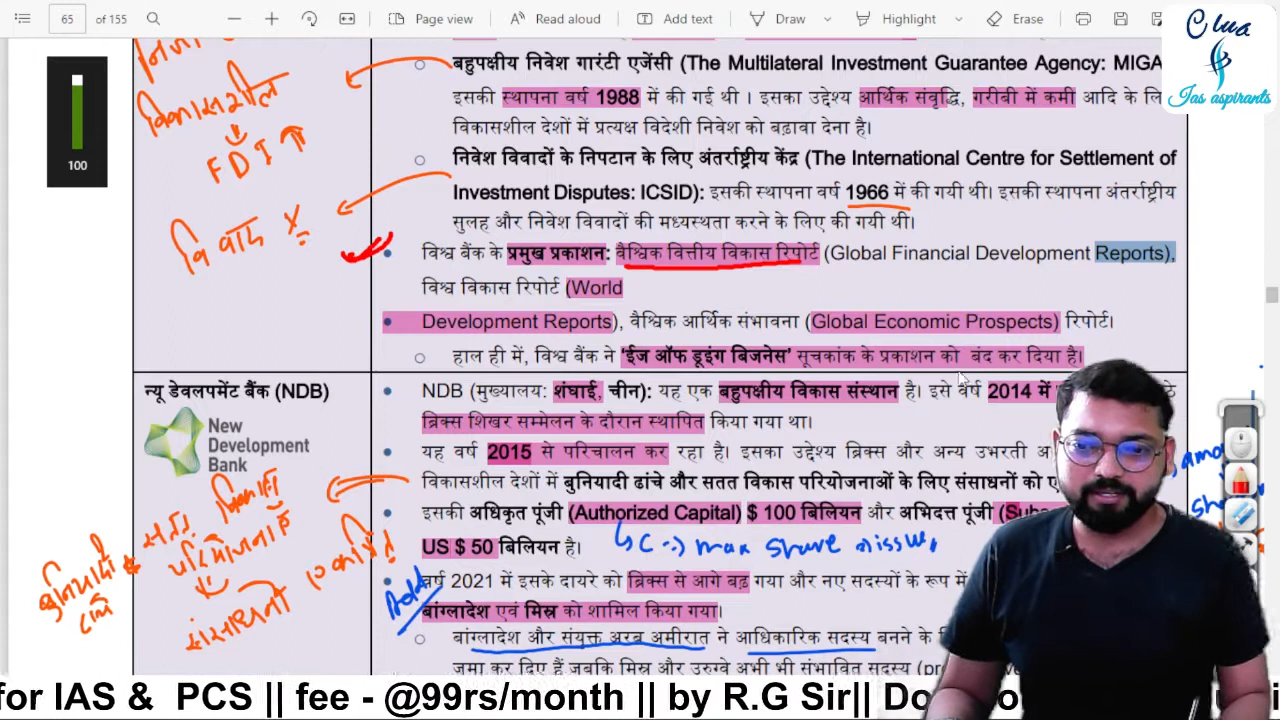 65 of 155
Page view
Read aloud
Add text
Draw
Highlight
Erase
Clua
Ias aspirants
100
विकासशील
FDI
विवाद X
बहुपक्षीय निवेश गारंटी एजेंसी (The Multilateral Investment Guarantee Agency: MIGA
इसकी स्थापना वर्ष 1988 में की गई थी। इसका उद्देश्य आर्थिक संवृद्धि, गरीबी में कमी आदि के लि
विकासशील देशों में प्रत्यक्ष विदेशी निवेश को बढ़ावा देना है।
निवेश विवादों के निपटान के लिए अंतर्राष्ट्रीय केंद्र (The International Centre for Settlement of
Investment Disputes: ICSID): इसकी स्थापना वर्ष 1966 में की गयी थी। इसकी स्थापना अंतर्राष्ट्रीय
सुलह और निवेश विवादों की मध्यस्थता करने के लिए की गयी थी।
विश्व बैंक के प्रमुख प्रकाशन: वैश्विक वित्तीय विकास रिपोर्ट (Global Financial Development Reports),
विश्व विकास रिपोर्ट (World
Development Reports), वैश्विक आर्थिक संभावना (Global Economic Prospects) रिपोर्ट।
हाल ही में, विश्व बैंक ने ‘ईज ऑफ डूइंग बिजनेस’ सूचकांक के प्रकाशन को बंद कर दिया है।
न्यू डेवलपमेंट बैंक (NDB)
New
Development
Bank
NDB (मुख्यालय: शंघाई, चीन): यह एक बहुपक्षीय विकास संस्थान है। इसे वर्ष 2014 में
ब्रिक्स शिखर सम्मेलन के दौरान स्थापित किया गया था।
यह वर्ष 2015 से परिचालन कर रहा है। इसका उद्देश्य ब्रिक्स और अन्य उभरती
विकासशील देशों में बुनियादी ढांचे और सतत विकास परियोजनाओं के लिए संसाधनों को
इसकी अधिकृत पूंजी (Authorized Capital) $ 100 बिलियन और अभिदत्त पूंजी
US $ 50 बिलियन है।
max share issue
वर्ष 2021 में इसके दायरे को ब्रिक्स से आगे बढ़ गया और नए सदस्यों के रूप में
बांग्लादेश एवं मिस्र को शामिल किया गया।
बांग्लादेश और संयुक्त अरब अमीरात ने आधिकारिक सदस्य बनने के
जमा कर दिए हैं जबकि मिस्र और उरुग्वे अभी भी संभावित सदस्य
Add
बुनियादी
विकास
परियोजनाओं
for IAS & PCS || fee - @99rs/month || by R.G Sir||